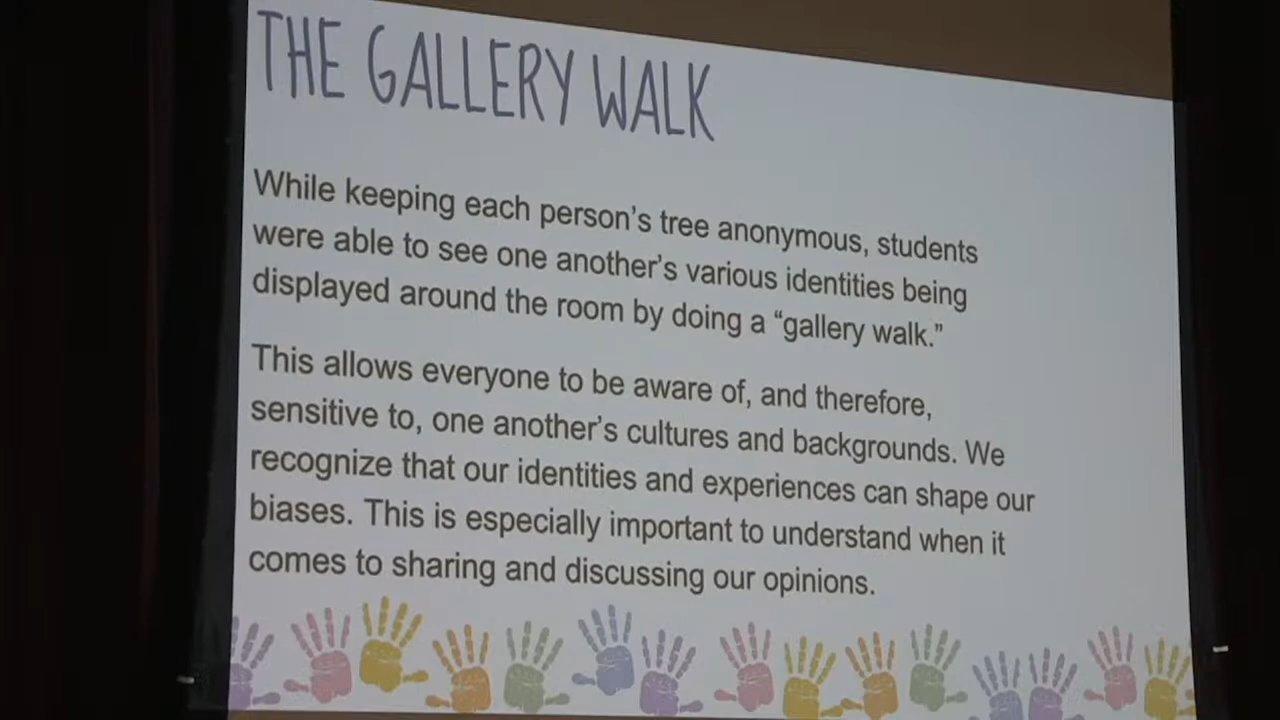 THE GALLERY WALK
While keeping each person's tree anonymous, students
were able to see one another's various identities being
displayed around the room by doing a “gallery walk.”
This allows everyone to be aware of, and therefore,
sensitive to, one another's cultures and backgrounds. We
recognize that our identities and experiences can shape our
biases. This is especially important to understand when it
comes to sharing and discussing our opinions.